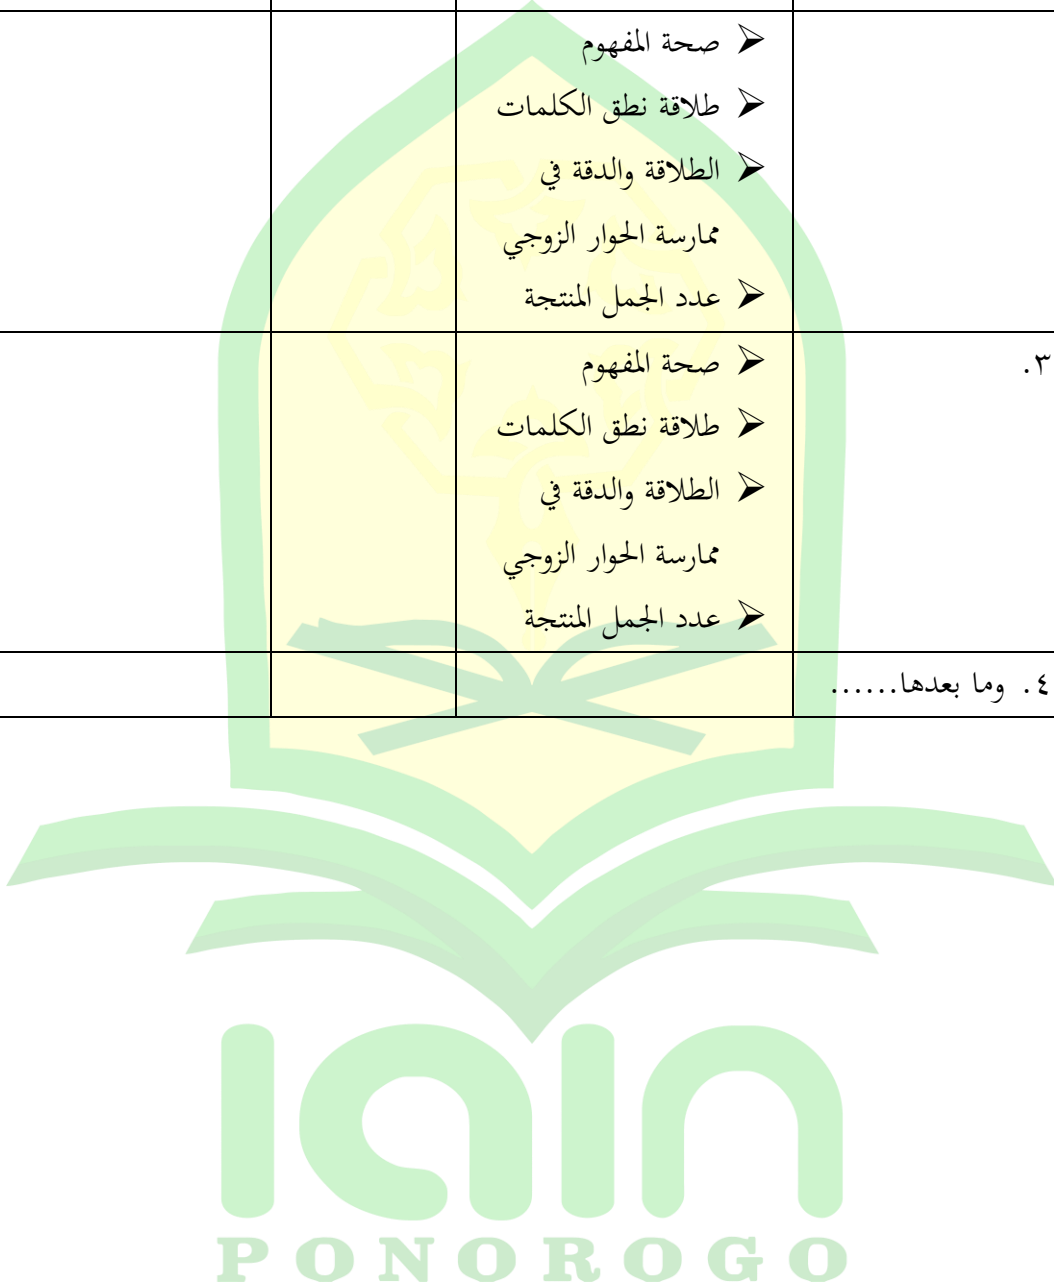 ➢ صحة المفهوم
➢ طلاقة نطق الكلمات
➢ الطلاقة والدقة في
ممارسة الحوار الزوجي
➢ عدد الجمل المنتجة
٣.
➢ صحة المفهوم
➢ طلاقة نطق الكلمات
➢ الطلاقة والدقة في
ممارسة الحوار الزوجي
➢ عدد الجمل المنتجة
٤. وما بعدها......
iain
PONOROGO